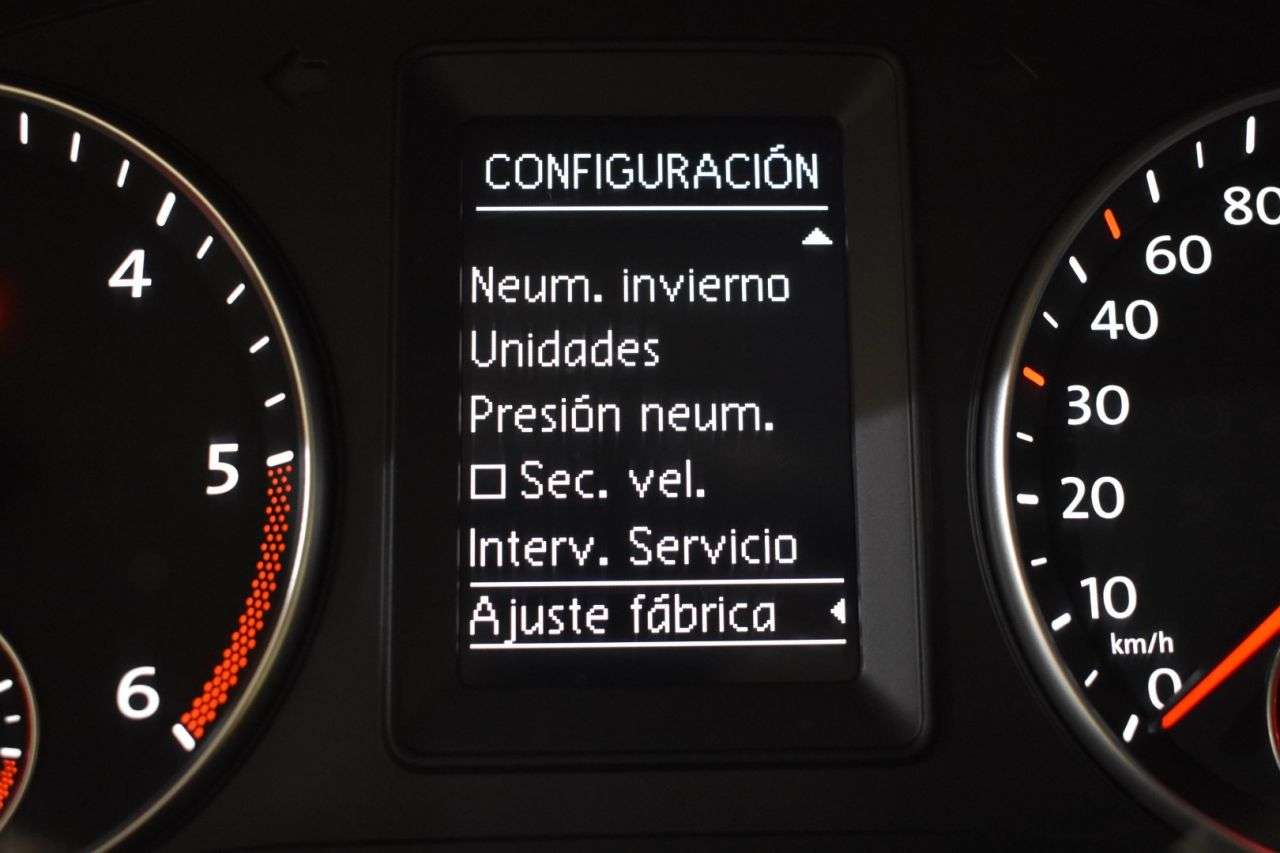 CONFIGURACIÓN
Neum. invierno
Unidades
Presión neum.
Sec. vel.
Interv. Servicio
Ajuste fábrica
4
5
6
80
60
40
30
20
10
km/h
0